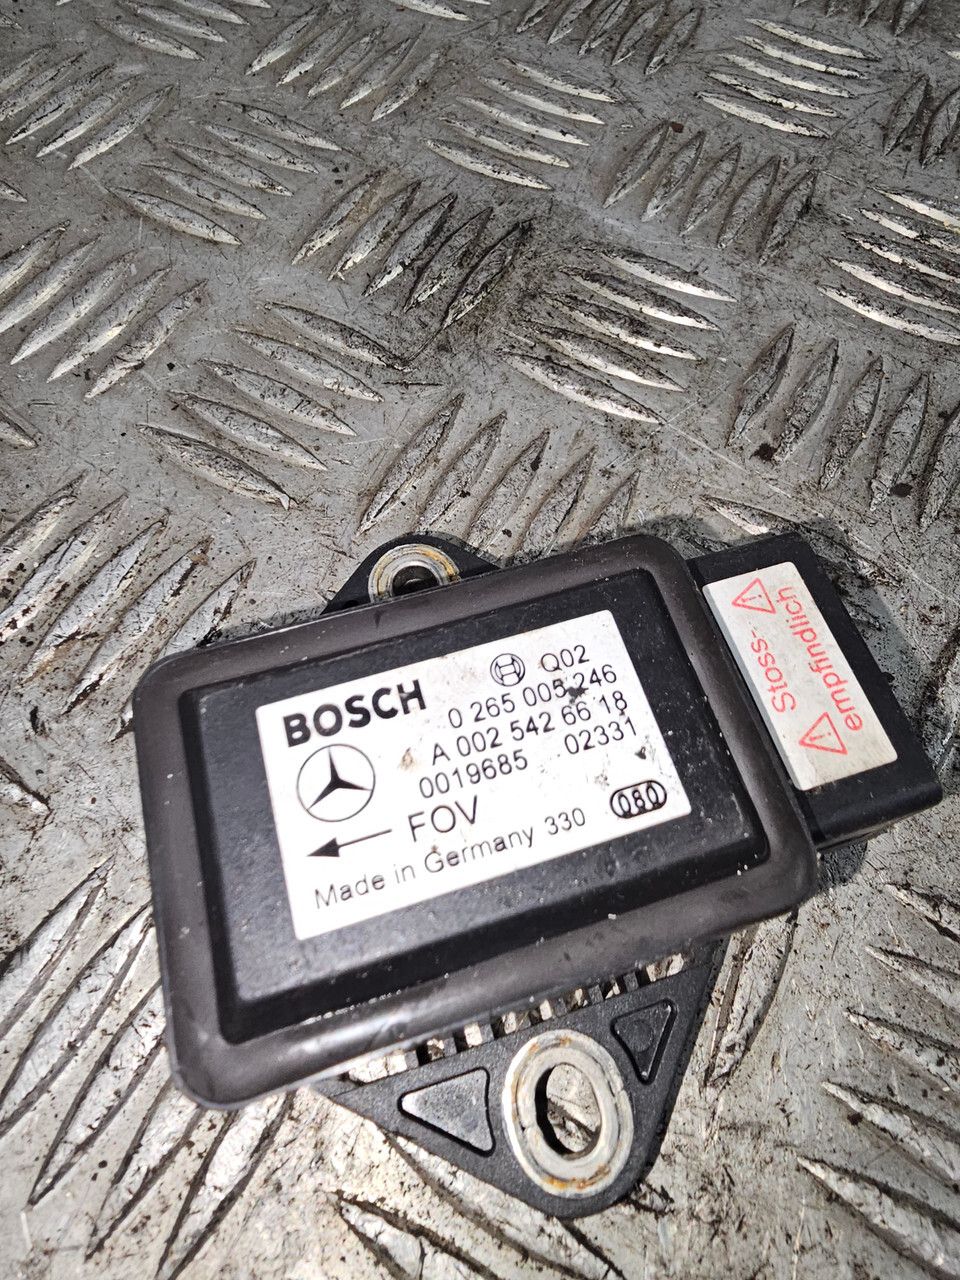 BOSCH Q02
0 265 005 246
A 002 542 66 18
0019685 02331
FOV
Made in Germany 330
080
Stoss-
empfindlich